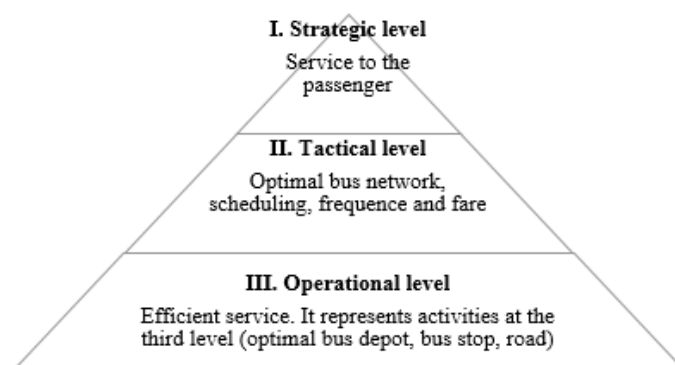 I. Strategic level
Service to the
passenger
II. Tactical level
Optimal bus network,
scheduling, frequence and fare
III. Operational level
Efficient service. It represents activities at the
third level (optimal bus depot, bus stop, road)